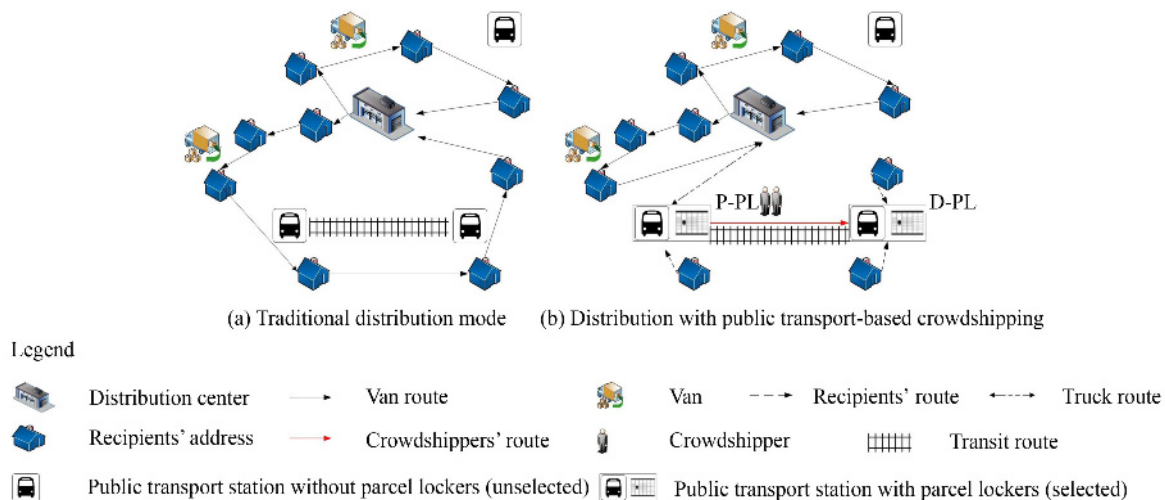 P-PL
D-PL
(a) Traditional distribution mode
(b) Distribution with public transport-based crowdshipping
Legend
Distribution center
Van route
Van
Recipients' route
Truck route
Recipients' address
Crowdshippers' route
Crowdshipper
Transit route
Public transport station without parcel lockers (unselected)
Public transport station with parcel lockers (selected)